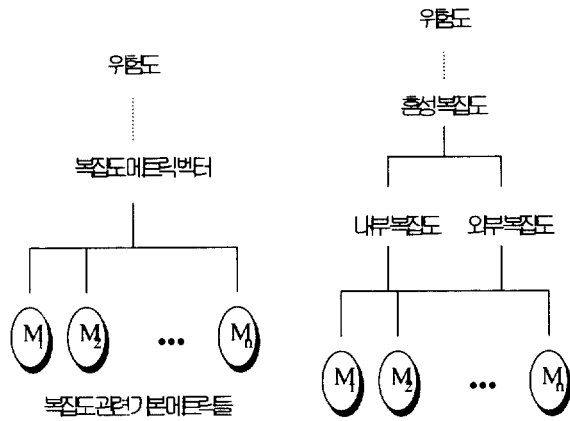 위험도
복잡도메트릭벡터
M1 M2 ... Mn
복잡도관련기본메트릭들
위험도
혼성복잡도
내부복잡도 외부복잡도
M1 M2 ... Mn